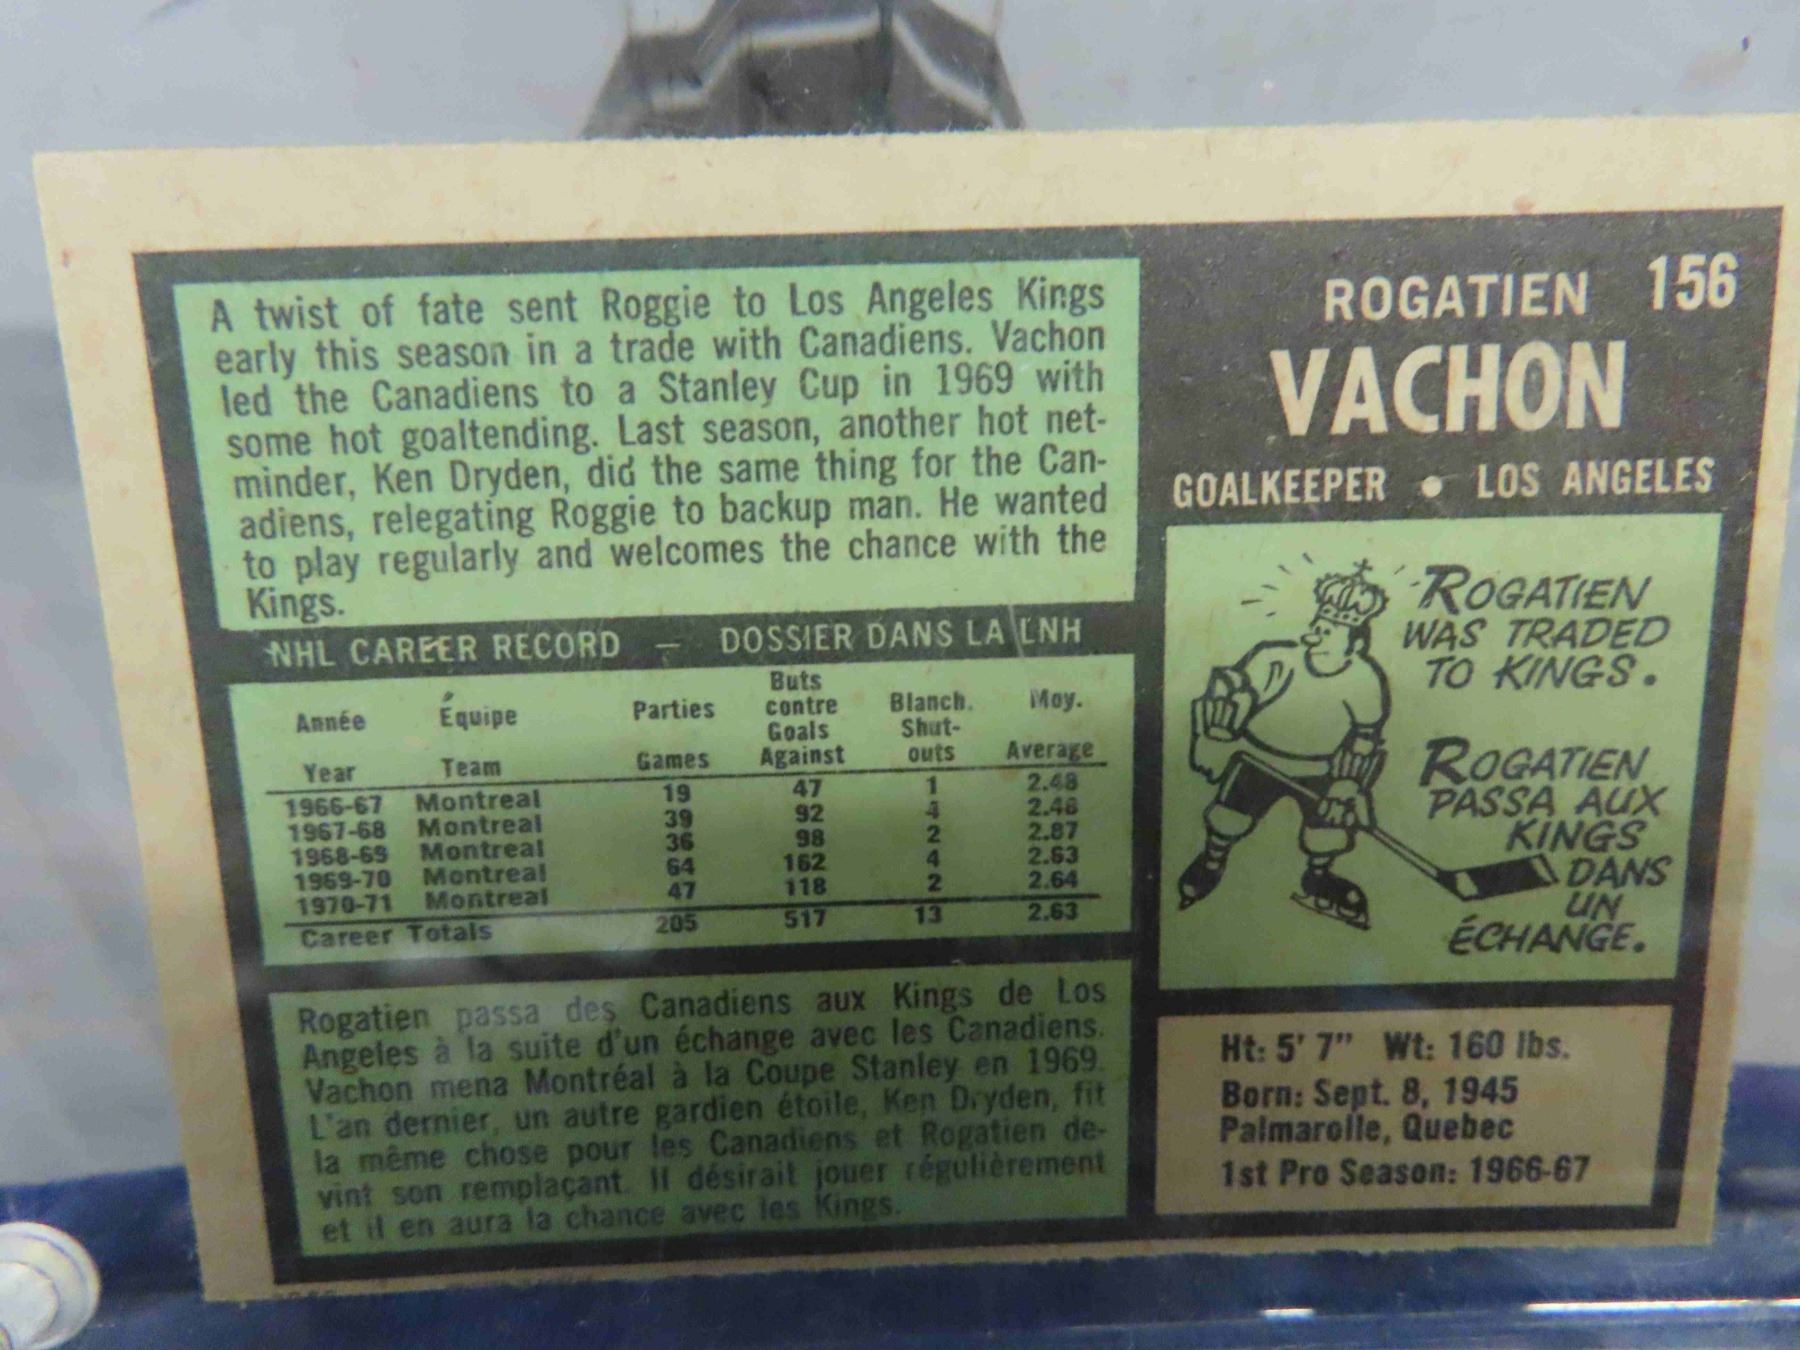 A twist of fate sent Roggie to Los Angeles Kings
early this season in a trade with Canadiens. Vachon
led the Canadiens to a Stanley Cup in 1969 with
some hot goaltending. Last season, another hot net-
minder, Ken Dryden, did the same thing for the Can-
adiens, relegating Roggie to backup man. He wanted
to play regularly and welcomes the chance with the
Kings.
NHL CAREER RECORD — DOSSIER DANS LA LNH
Année Équipe Parties Buts contre Blanch. Moy.
Year Team Games Goals Against Shut-outs Average
1966-67 Montreal 19 47 1 2.48
1967-68 Montreal 39 92 4 2.48
1968-69 Montreal 36 98 2 2.87
1969-70 Montreal 64 162 4 2.63
1970-71 Montreal 47 118 2 2.64
Career Totals 205 517 13 2.63
Rogatien passa des Canadiens aux Kings de Los
Angeles à la suite d'un échange avec les Canadiens.
Vachon mena Montréal à la Coupe Stanley en 1969.
L'an dernier, un autre gardien étoile, Ken Dryden, fit
la même chose pour les Canadiens et Rogatien de-
vint son remplaçant. Il désirait jouer régulièrement
et il en aura la chance avec les Kings.
ROGATIEN 156
VACHON
GOALKEEPER • LOS ANGELES
ROGATIEN
WAS TRADED
TO KINGS.
ROGATIEN
PASSA AUX
KINGS
DANS
UN
ÉCHANGE.
Ht: 5' 7" Wt: 160 lbs.
Born: Sept. 8, 1945
Palmarolle, Quebec
1st Pro Season: 1966-67